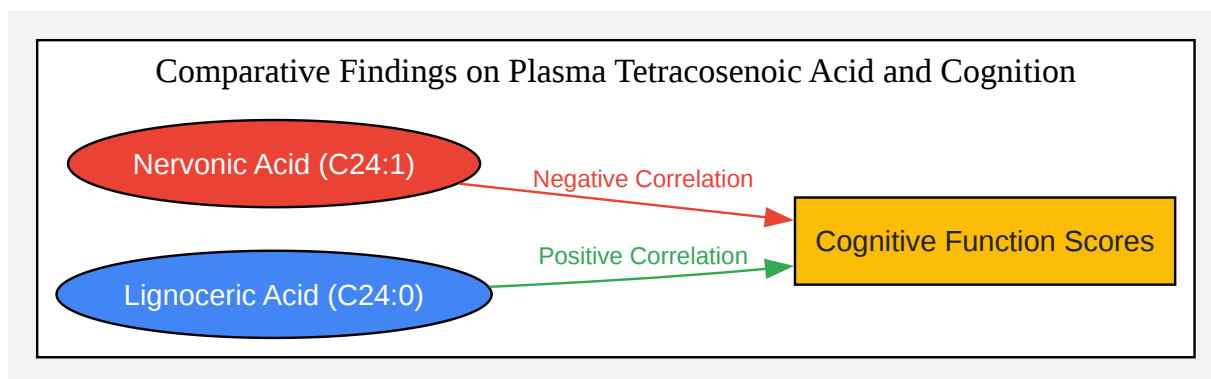 Comparative Findings on Plasma Tetracosenoic Acid and Cognition
Nervonic Acid (C24:1)
Negative Correlation
Cognitive Function Scores
Positive Correlation
Lignoceric Acid (C24:0)